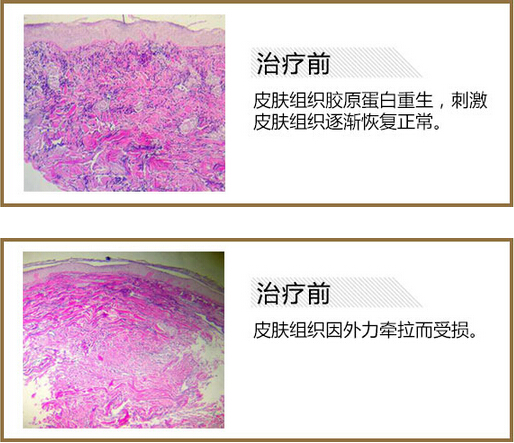 治疗前
皮肤组织胶原蛋白重生，刺激
皮肤组织逐渐恢复正常。
治疗前
皮肤组织因外力牵拉而受损。